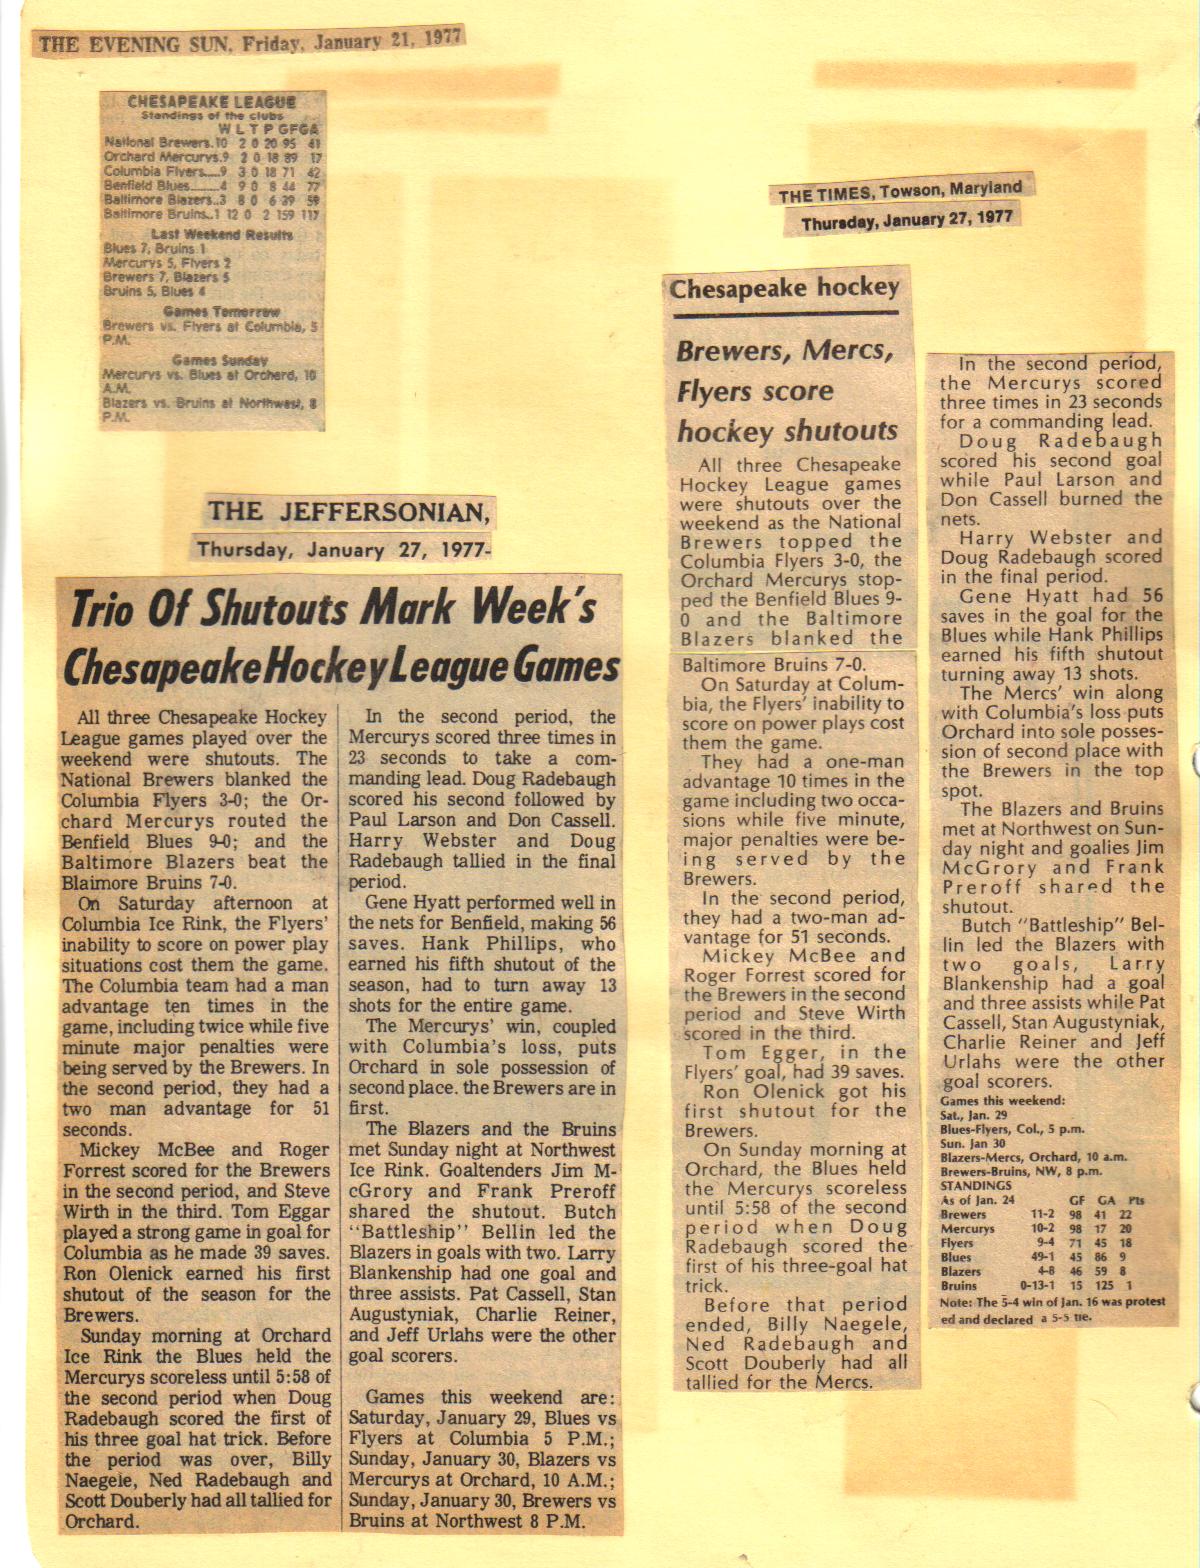 THE EVENING SUN, Friday, January 21, 1977
CHESAPEAKE LEAGUE
Standings of the clubs
W L T P GF GA
National Brewers.10 2 0 20 95 41
Orchard Mercurys.9 2 0 18 89 17
Columbia Flyers....9 3 0 18 71 42
Benfield Blues........4 9 0 8 44 77
Baltimore Blazers..3 8 0 6 39 59
Baltimore Bruins..1 12 0 2 159 117
Last Weekend Results
Blues 7, Bruins 1
Mercurys 5, Flyers 2
Brewers 7, Blazers 5
Bruins 5, Blues 4
Games Tomorrow
Brewers vs. Flyers at Columbia, 5
P.M.
Games Sunday
Mercurys vs. Blues at Orchard, 10
A.M.
Blazers vs. Bruins at Northwest, 8
P.M.
THE JEFFERSONIAN,
Thursday, January 27, 1977-
Trio Of Shutouts Mark Week's
Chesapeake Hockey League Games
All three Chesapeake Hockey
League games played over the
weekend were shutouts. The
National Brewers blanked the
Columbia Flyers 3-0; the Or-
chard Mercurys routed the
Benfield Blues 9-0; and the
Baltimore Blazers beat the
Blaimore Bruins 7-0.
On Saturday afternoon at
Columbia Ice Rink, the Flyers'
inability to score on power play
situations cost them the game.
The Columbia team had a man
advantage ten times in the
game, including twice while five
minute major penalties were
being served by the Brewers. In
the second period, they had a
two man advantage for 51
seconds.
Mickey McBee and Roger
Forrest scored for the Brewers
in the second period, and Steve
Wirth in the third. Tom Eggar
played a strong game in goal for
Columbia as he made 39 saves.
Ron Olenick earned his first
shutout of the season for the
Brewers.
Sunday morning at Orchard
Ice Rink the Blues held the
Mercurys scoreless until 5:58 of
the second period when Doug
Radebaugh scored the first of
his three goal hat trick. Before
the period was over, Billy
Naegele, Ned Radebaugh and
Scott Douberly had all tallied for
Orchard.
In the second period, the
Mercurys scored three times in
23 seconds to take a com-
manding lead. Doug Radebaugh
scored his second followed by
Paul Larson and Don Cassell.
Harry Webster and Doug
Radebaugh tallied in the final
period.
Gene Hyatt performed well in
the nets for Benfield, making 56
saves. Hank Phillips, who
earned his fifth shutout of the
season, had to turn away 13
shots for the entire game.
The Mercurys' win, coupled
with Columbia's loss, puts
Orchard in sole possession of
second place. the Brewers are in
first.
The Blazers and the Bruins
met Sunday night at Northwest
Ice Rink. Goaltenders Jim M-
cGrory and Frank Preroff
shared the shutout. Butch
"Battleship" Bellin led the
Blazers in goals with two. Larry
Blankenship had one goal and
three assists. Pat Cassell, Stan
Augustyniak, Charlie Reiner,
and Jeff Urlahs were the other
goal scorers.
Games this weekend are:
Saturday, January 29, Blues vs
Flyers at Columbia 5 P.M.;
Sunday, January 30, Blazers vs
Mercurys at Orchard, 10 A.M.;
Sunday, January 30, Brewers vs
Bruins at Northwest 8 P.M.
THE TIMES, Towson, Maryland
Thursday, January 27, 1977
Chesapeake hockey
Brewers, Mercs,
Flyers score
hockey shutouts
All three Chesapeake
Hockey League games
were shutouts over the
weekend as the National
Brewers topped the
Columbia Flyers 3-0, the
Orchard Mercurys stop-
ped the Benfield Blues 9-
0 and the Baltimore
Blazers blanked the
Baltimore Bruins 7-0.
On Saturday at Colum-
bia, the Flyers' inability to
score on power plays cost
them the game.
They had a one-man
advantage 10 times in the
game including two occa-
sions while five minute,
major penalties were be-
ing served by the
Brewers.
In the second period,
they had a two-man ad-
vantage for 51 seconds.
Mickey McBee and
Roger Forrest scored for
the Brewers in the second
period and Steve Wirth
scored in the third.
Tom Egger, in the
Flyers' goal, had 39 saves.
Ron Olenick got his
first shutout for the
Brewers.
On Sunday morning at
Orchard, the Blues held
the Mercurys scoreless
until 5:58 of the second
period when Doug
Radebaugh scored the
first of his three-goal hat
trick.
Before that period
ended, Billy Naegele,
Ned Radebaugh and
Scott Douberly had all
tallied for the Mercs.
In the second period,
the Mercurys scored
three times in 23 seconds
for a commanding lead.
Doug Radebaugh
scored his second goal
while Paul Larson and
Don Cassell burned the
nets.
Harry Webster and
Doug Radebaugh scored
in the final period.
Gene Hyatt had 56
saves in the goal for the
Blues while Hank Phillips
earned his fifth shutout
turning away 13 shots.
The Mercs' win along
with Columbia's loss puts
Orchard into sole posses-
sion of second place with
the Brewers in the top
spot.
The Blazers and Bruins
met at Northwest on Sun-
day night and goalies Jim
McGrory and Frank
Preroff shared the
shutout.
Butch "Battleship" Bel-
lin led the Blazers with
two goals, Larry
Blankenship had a goal
and three assists while Pat
Cassell, Stan Augustyniak,
Charlie Reiner and Jeff
Urlahs were the other
goal scorers.
Games this weekend:
Sat., Jan. 29
Blues-Flyers, Col., 5 p.m.
Sun. Jan 30
Blazers-Mercs, Orchard, 10 a.m.
Brewers-Bruins, NW, 8 p.m.
STANDINGS
As of Jan. 24 GF GA Pts
Brewers 11-2 98 41 22
Mercurys 10-2 98 17 20
Flyers 9-4 71 45 18
Blues 49-1 45 86 9
Blazers 4-8 46 59 8
Bruins 0-13-1 15 125 1
Note: The 5-4 win of Jan. 16 was protest
ed and declared a 5-5 tie.